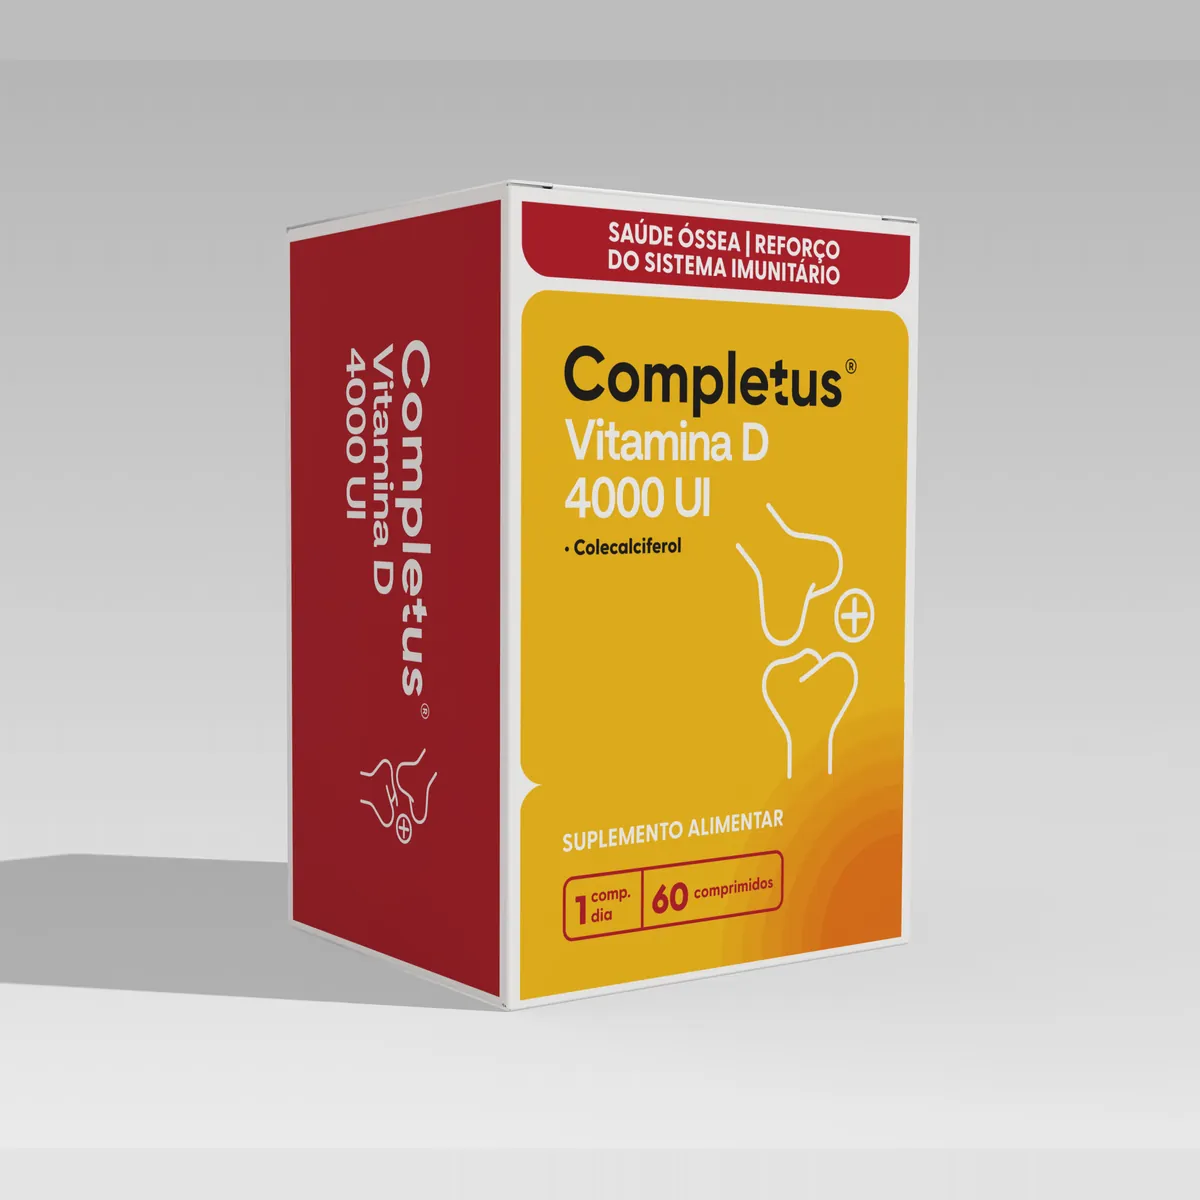 SAÚDE ÓSSEA | REFORÇO
DO SISTEMA IMUNITÁRIO
Completus®
Vitamina D
4000 UI
• Colecalciferol
SUPLEMENTO ALIMENTAR
1 comp. dia
60 comprimidos
Completus®
Vitamina D
4000 UI